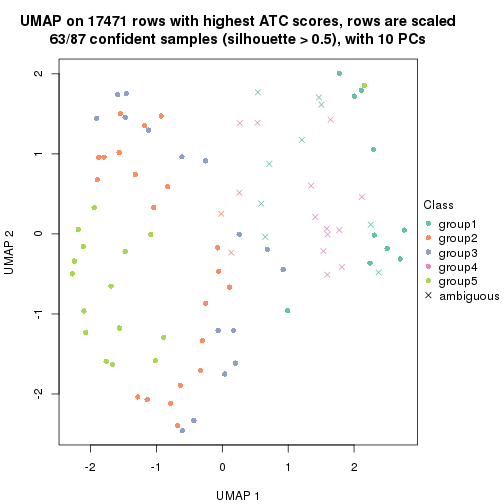 UMAP on 17471 rows with highest ATC scores, rows are scaled
63/87 confident samples (silhouette > 0.5), with 10 PCs
2
1
0
-1
-2
UMAP 2
-2
-1
0
1
2
UMAP 1
Class
group1
group2
group3
group4
group5
ambiguous